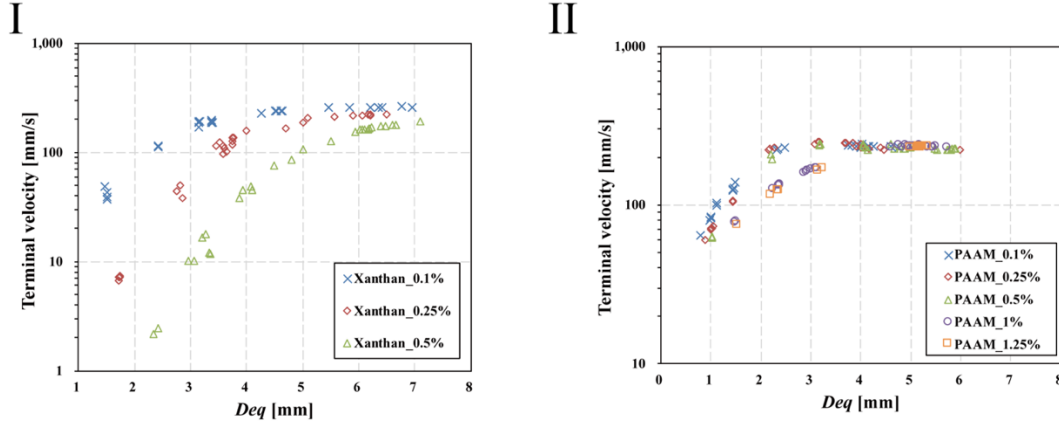 I
1,000
100
10
1
Terminal velocity [mm/s]
1 2 3 4 5 6 7 8
Deq [mm]
Xanthan_0.1%
Xanthan_0.25%
Xanthan_0.5%
II
1,000
100
10
Terminal velocity [mm/s]
0 1 2 3 4 5 6 7 8
Deq [mm]
PAAM_0.1%
PAAM_0.25%
PAAM_0.5%
PAAM_1%
PAAM_1.25%